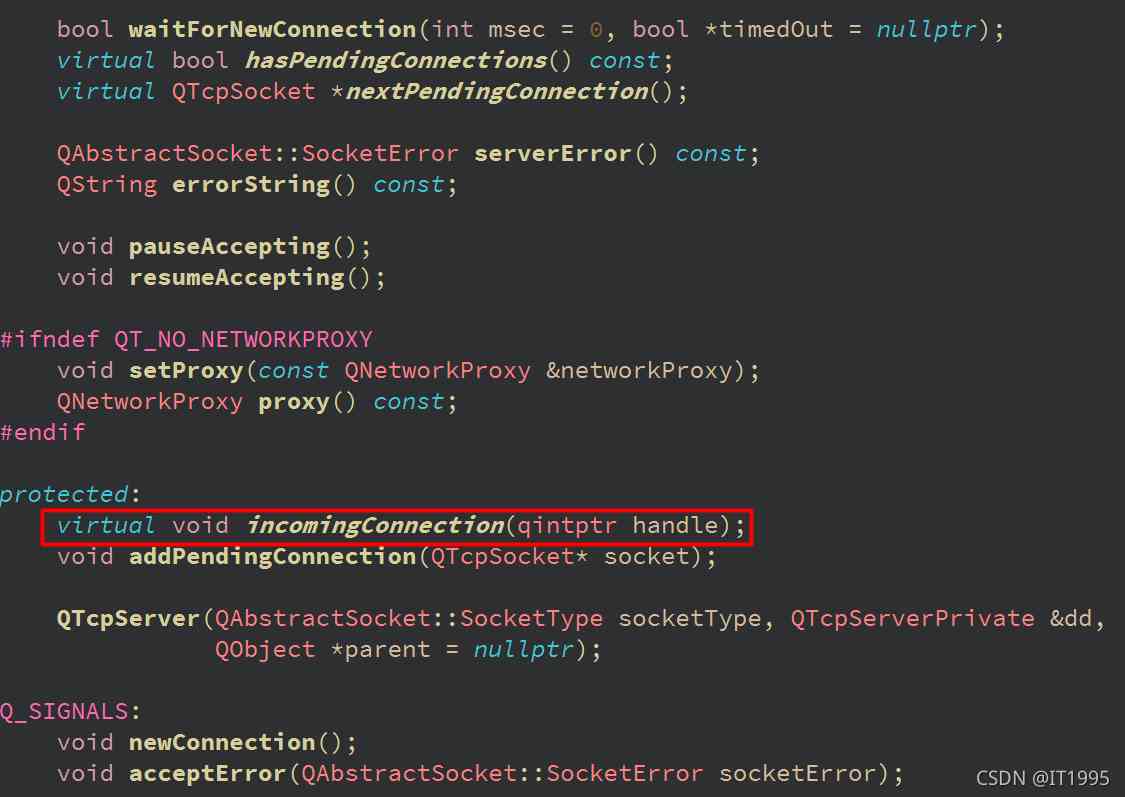 bool waitForNewConnection(int msec = 0, bool *timedOut = nullptr);
virtual bool hasPendingConnections() const;
virtual QTcpSocket *nextPendingConnection();
QAbstractSocket::SocketError serverError() const;
QString errorString() const;
void pauseAccepting();
void resumeAccepting();
#ifndef QT_NO_NETWORKPROXY
void setProxy(const QNetworkProxy &networkProxy);
QNetworkProxy proxy() const;
#endif
protected:
virtual void incomingConnection(qintptr handle);
void addPendingConnection(QTcpSocket* socket);
QTcpServer(QAbstractSocket::SocketType socketType, QTcpServerPrivate &dd,
QObject *parent = nullptr);
Q_SIGNALS:
void newConnection();
void acceptError(QAbstractSocket::SocketError socketError);
CSDN @IT1995